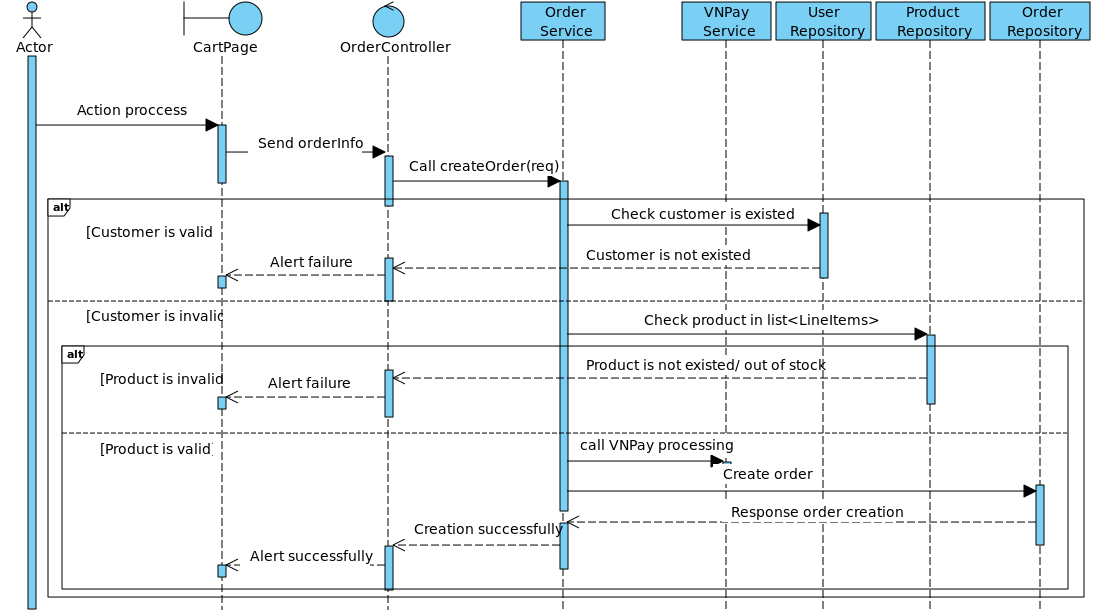 Order
Service
VNPay
Service
User
Repository
Product
Repository
Order
Repository
Actor
CartPage
OrderController
Action proccess
Send orderInfo
Call createOrder(req)
alt
Check customer is existed
[Customer is valid
Customer is not existed
Alert failure
[Customer is invalid
Check product in list<LineItems>
alt
Product is not existed/ out of stock
[Product is invalid
Alert failure
call VNPay processing
[Product is valid]
Create order
Response order creation
Creation successfully
Alert successfully